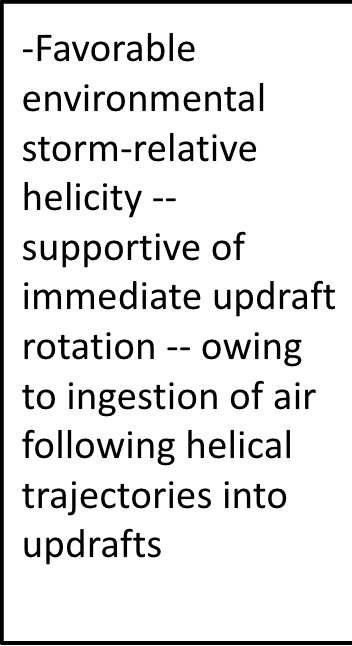 -Favorable
environmental
storm-relative
helicity --
supportive of
immediate updraft
rotation -- owing
to ingestion of air
following helical
trajectories into
updrafts